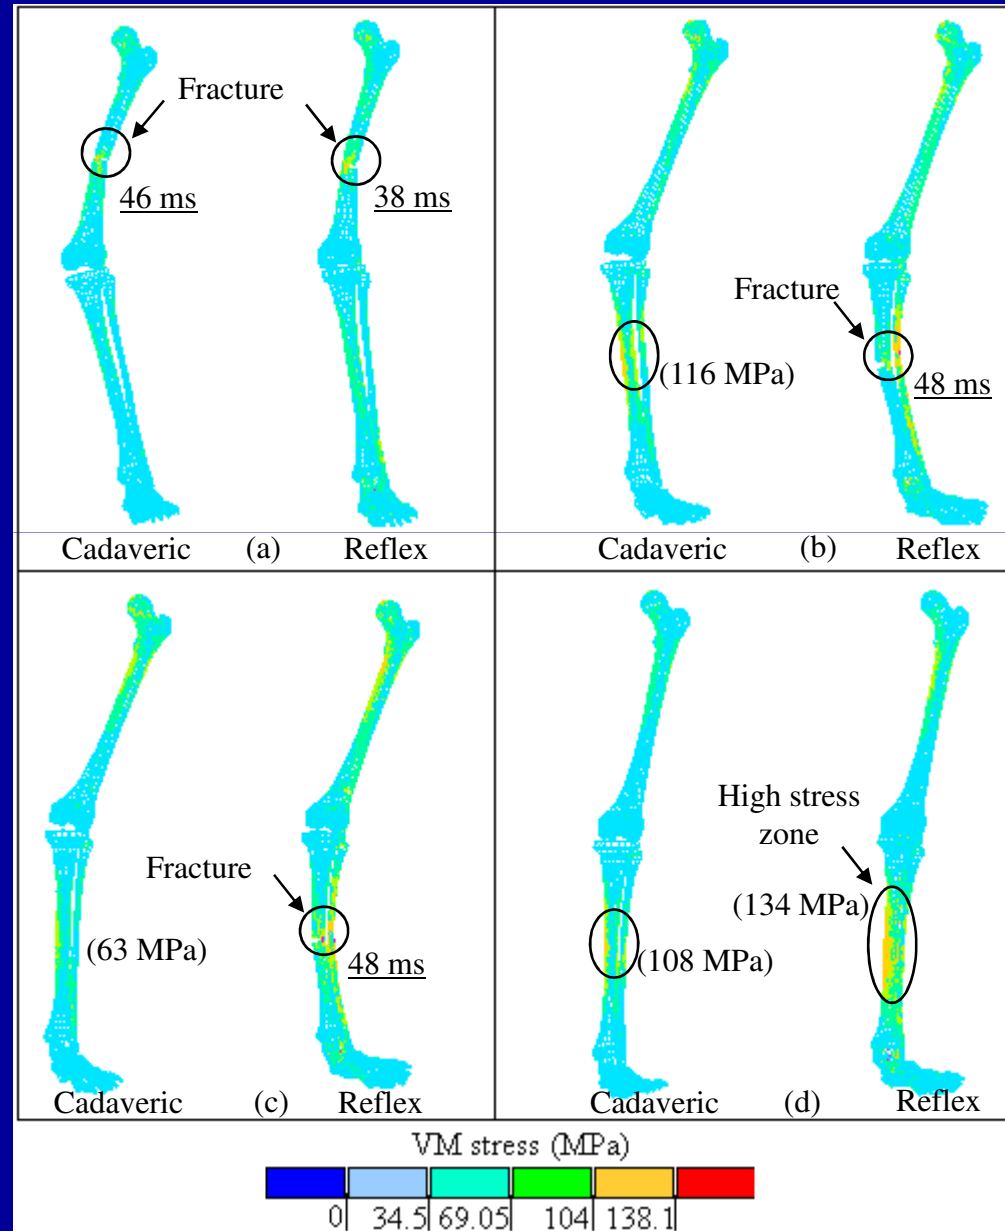 Fracture
46 ms
38 ms
Cadaveric (a) Reflex
Fracture
(116 MPa)
48 ms
Cadaveric (b) Reflex
Fracture
(63 MPa)
48 ms
Cadaveric (c) Reflex
High stress
zone
(134 MPa)
(108 MPa)
Cadaveric (d) Reflex
VM stress (MPa)
0 34.5 69.05 104 138.1